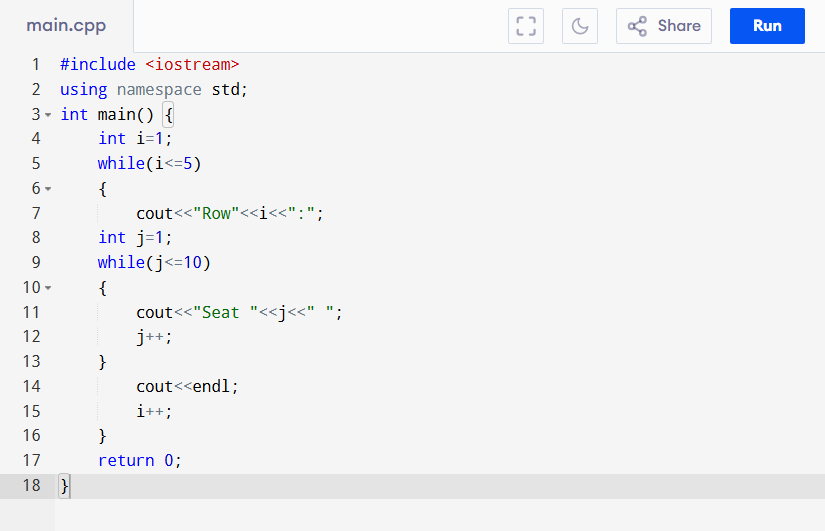 main.cpp Share Run
1 #include <iostream>
2 using namespace std;
3 int main() {
4     int i=1;
5     while(i<=5)
6     {
7         cout<<"Row"<<i<<":";
8     int j=1;
9     while(j<=10)
10     {
11         cout<<"Seat "<<j<<" ";
12         j++;
13     }
14         cout<<endl;
15         i++;
16     }
17     return 0;
18 }